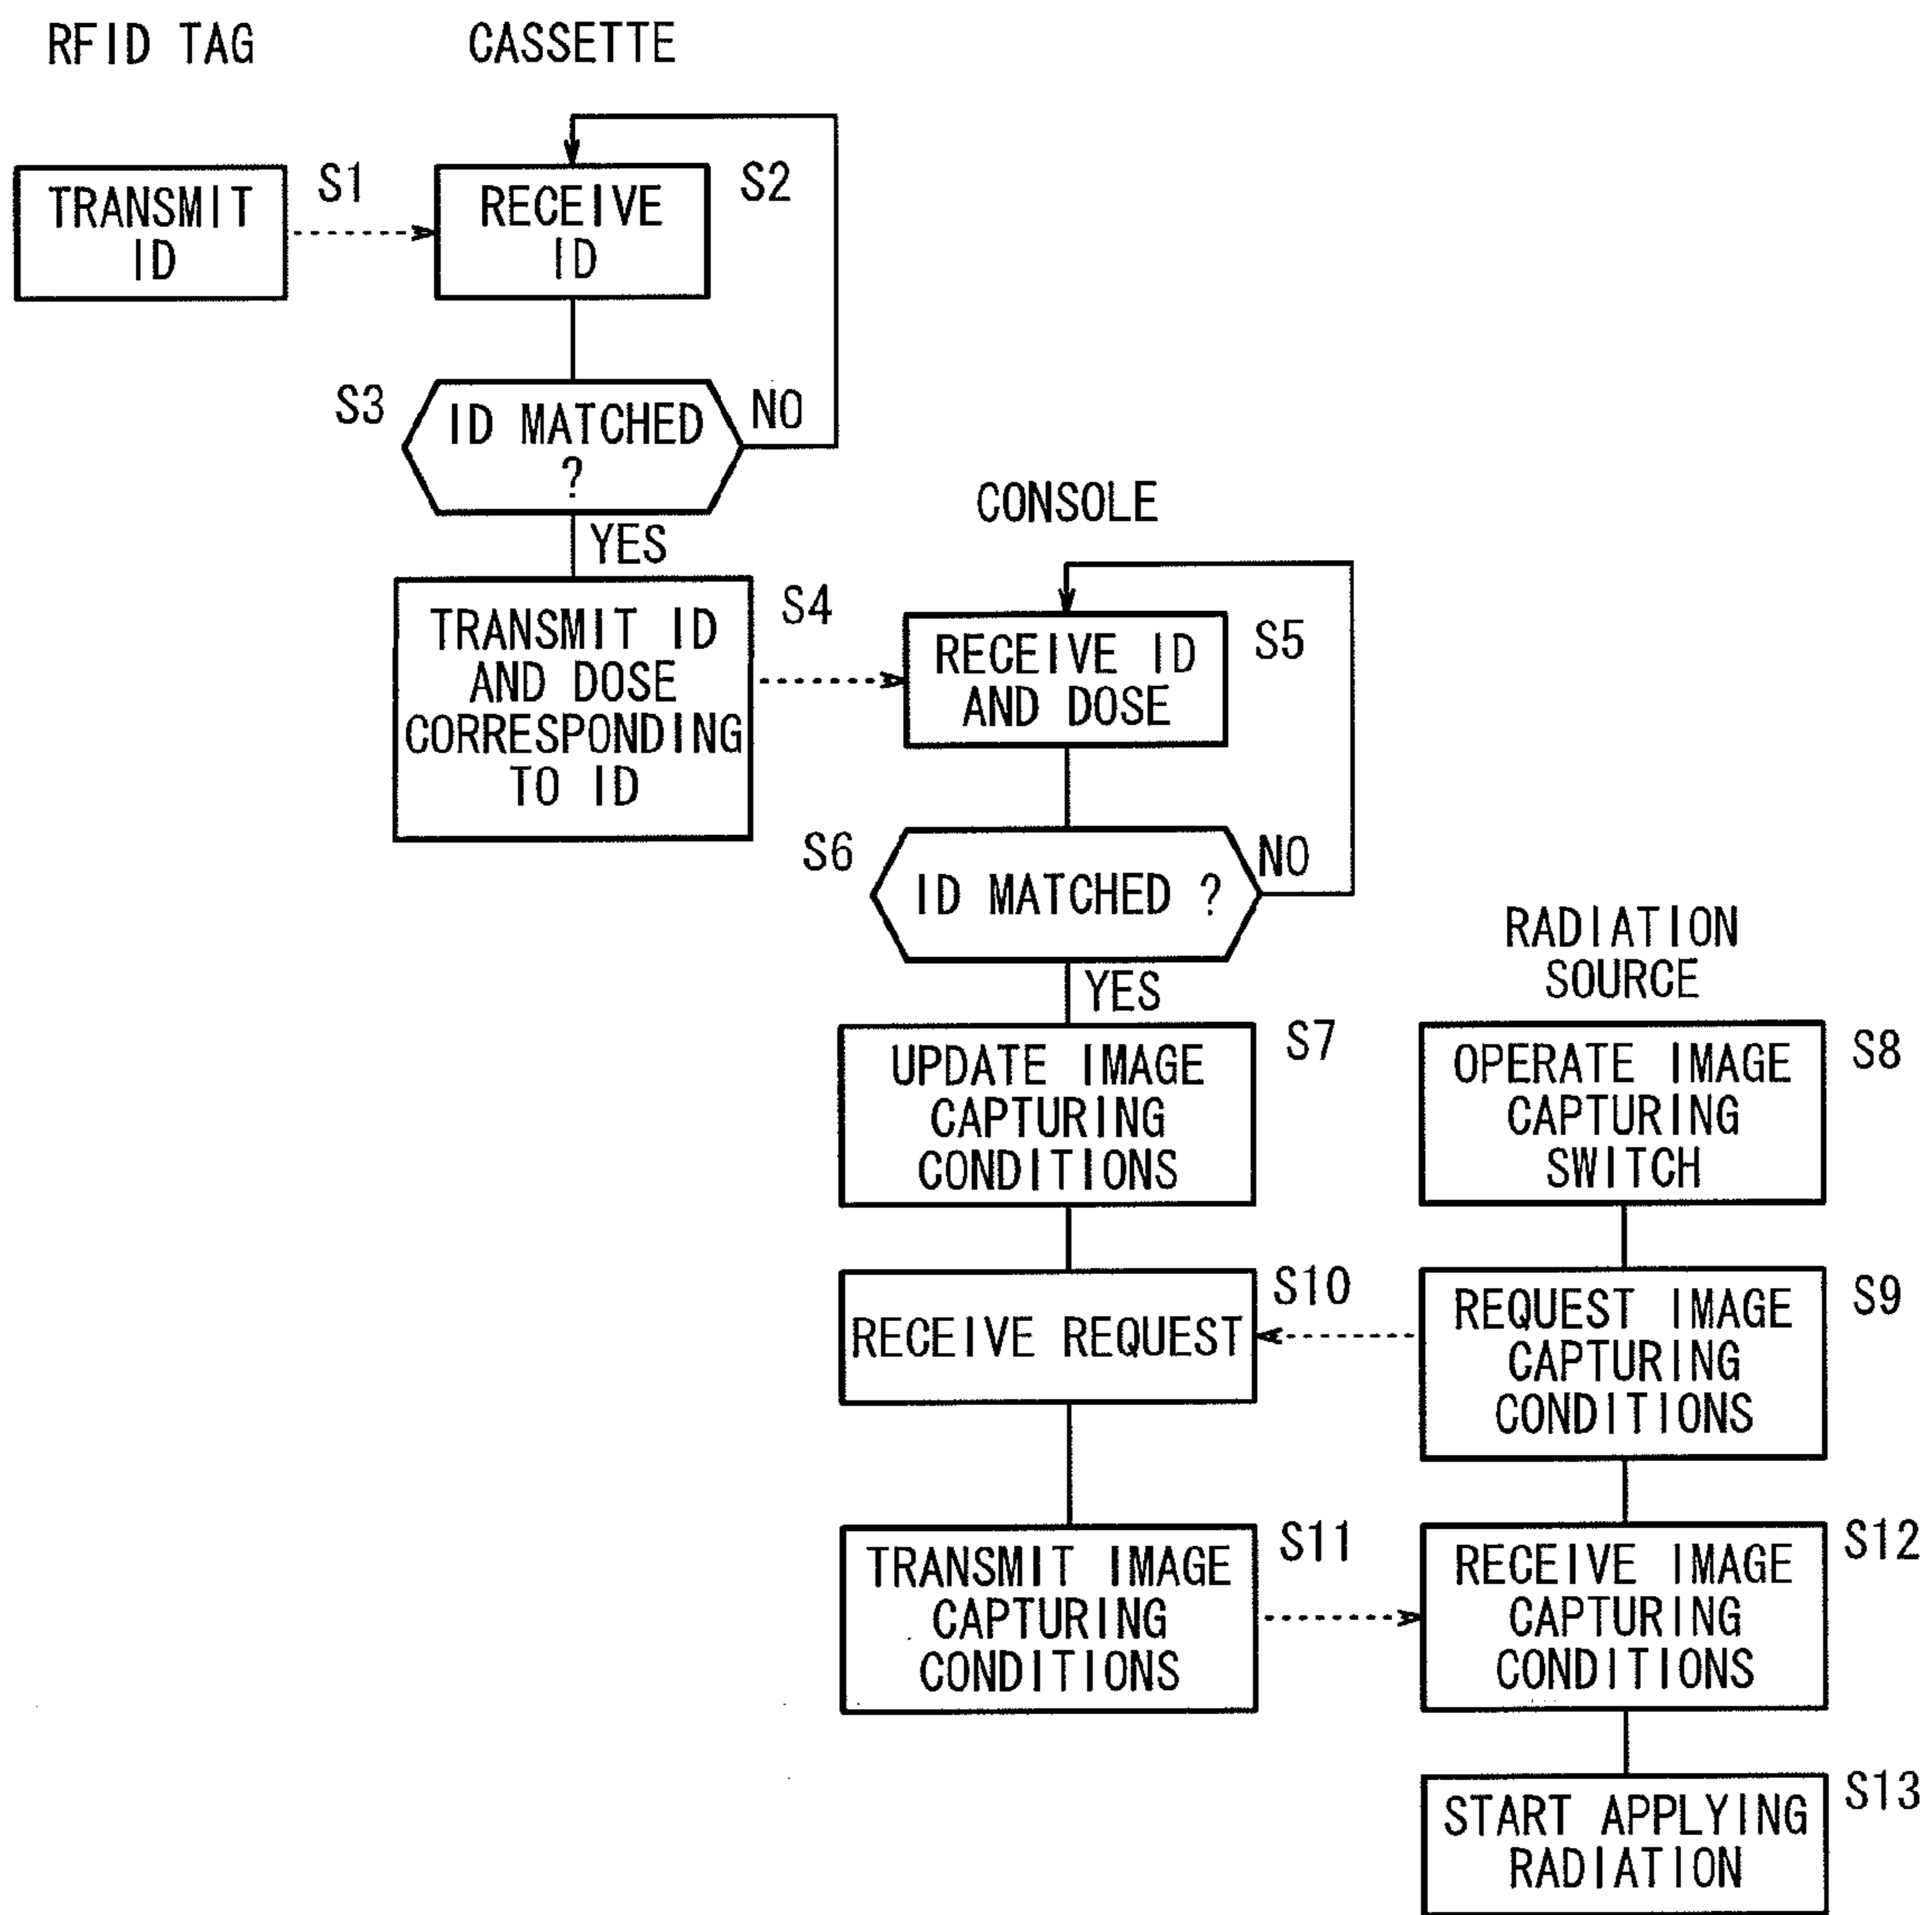 RFID TAG
CASSETTE
TRANSMIT
ID
S1
RECEIVE
ID
S2
S3
ID MATCHED
?
NO
YES
TRANSMIT ID
AND DOSE
CORRESPONDING
TO ID
S4
CONSOLE
RECEIVE ID
AND DOSE
S5
S6
ID MATCHED ?
NO
YES
UPDATE IMAGE
CAPTURING
CONDITIONS
S7
RADIATION
SOURCE
OPERATE IMAGE
CAPTURING
SWITCH
S8
RECEIVE REQUEST
S10
REQUEST IMAGE
CAPTURING
CONDITIONS
S9
TRANSMIT IMAGE
CAPTURING
CONDITIONS
S11
RECEIVE IMAGE
CAPTURING
CONDITIONS
S12
START APPLYING
RADIATION
S13